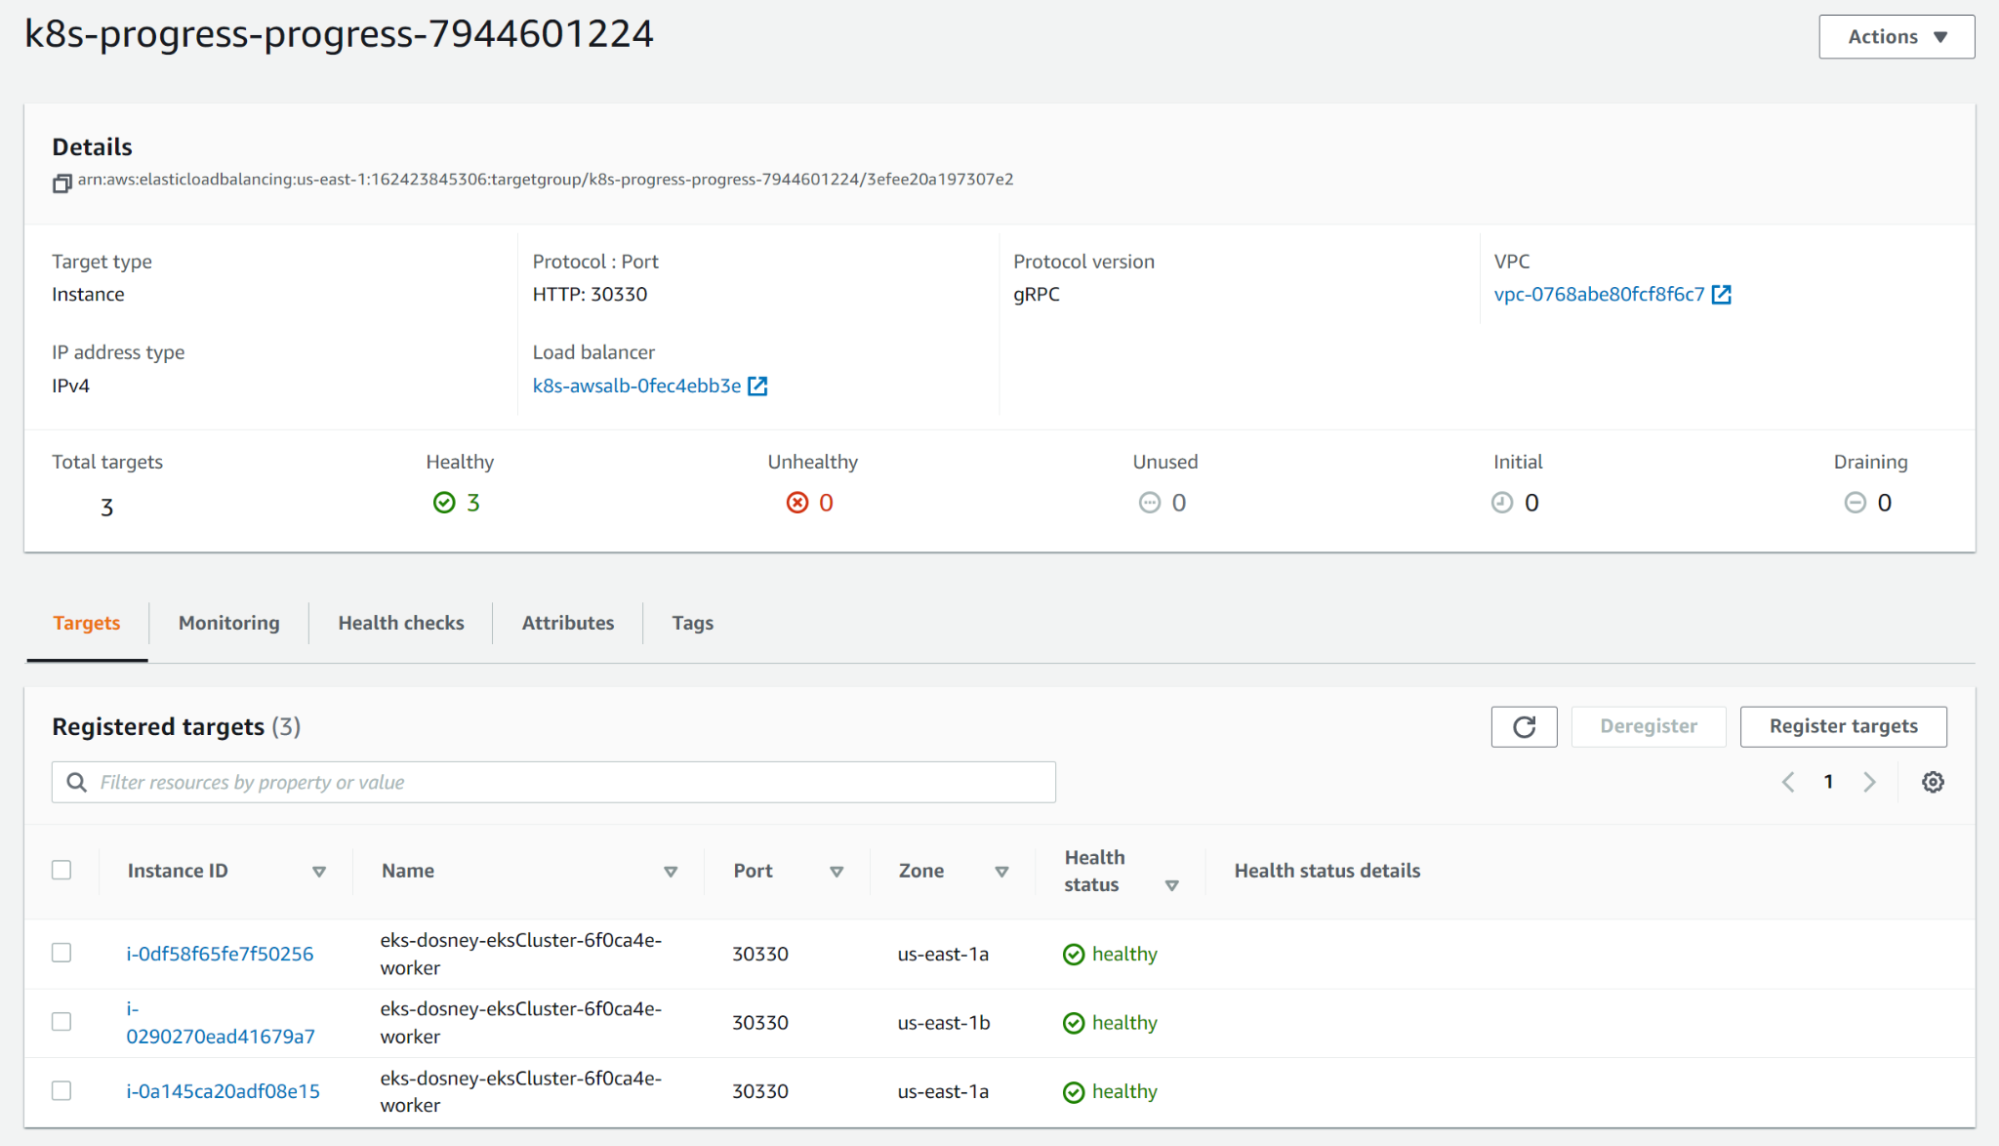 k8s-progress-progress-7944601224
Actions
Details
arn:aws:elasticloadbalancing:us-east-1:162423845306:targetgroup/k8s-progress-progress-7944601224/3efee20a197307e2
Target type
Instance
Protocol : Port
HTTP: 30330
Protocol version
gRPC
VPC
vpc-0768abe80fcf8f6c7
IP address type
IPv4
Load balancer
k8s-awsalb-0fec4ebb3e
Total targets
3
Healthy
3
Unhealthy
0
Unused
0
Initial
0
Draining
0
Targets
Monitoring
Health checks
Attributes
Tags
Registered targets (3)
Deregister
Register targets
Filter resources by property or value
1
Instance ID
Name
Port
Zone
Health
status
Health status details
i-0df58f65fe7f50256
eks-dosney-eksCluster-6f0ca4e-
worker
30330
us-east-1a
healthy
i-
0290270ead41679a7
eks-dosney-eksCluster-6f0ca4e-
worker
30330
us-east-1b
healthy
i-0a145ca20adf08e15
eks-dosney-eksCluster-6f0ca4e-
worker
30330
us-east-1a
healthy